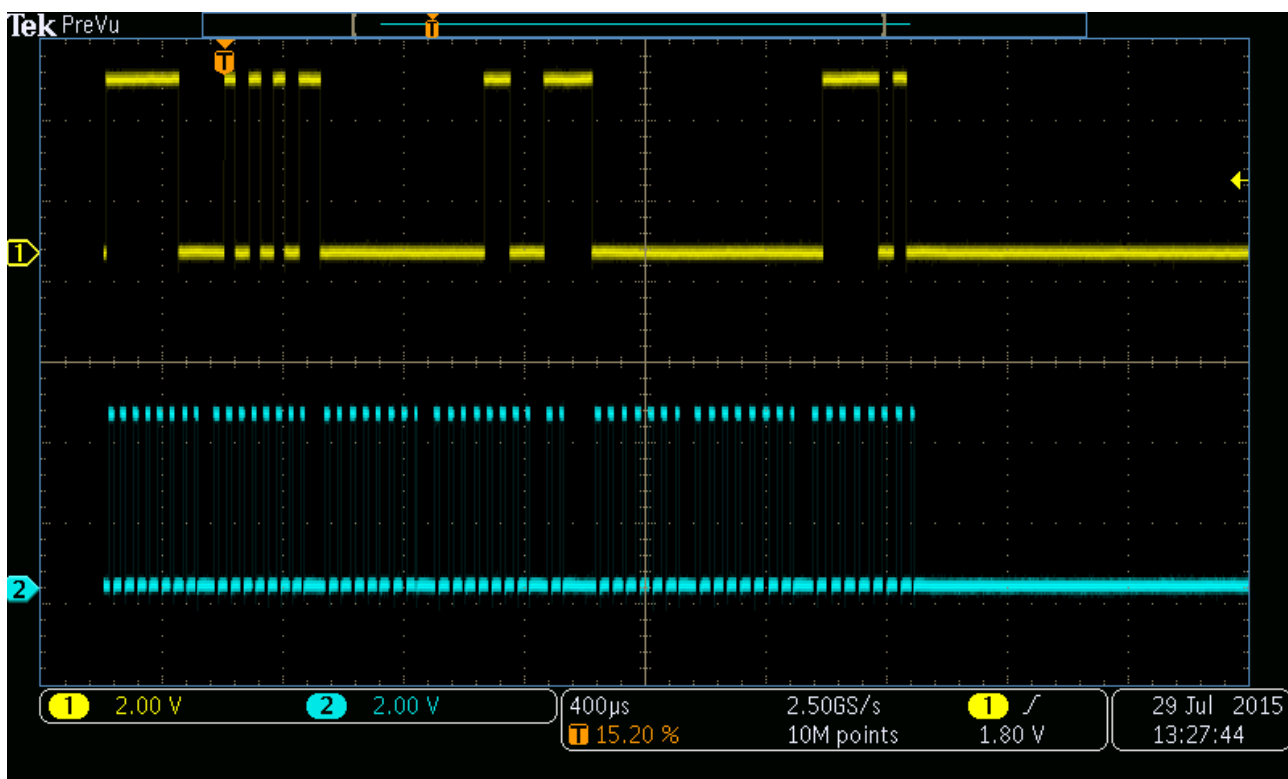 Tek PreVu
T
T
1
2
1 2.00 V 2 2.00 V 400µs 2.50GS/s 1 29 Jul 2015
T 15.20 % 10M points 1.80 V 13:27:44